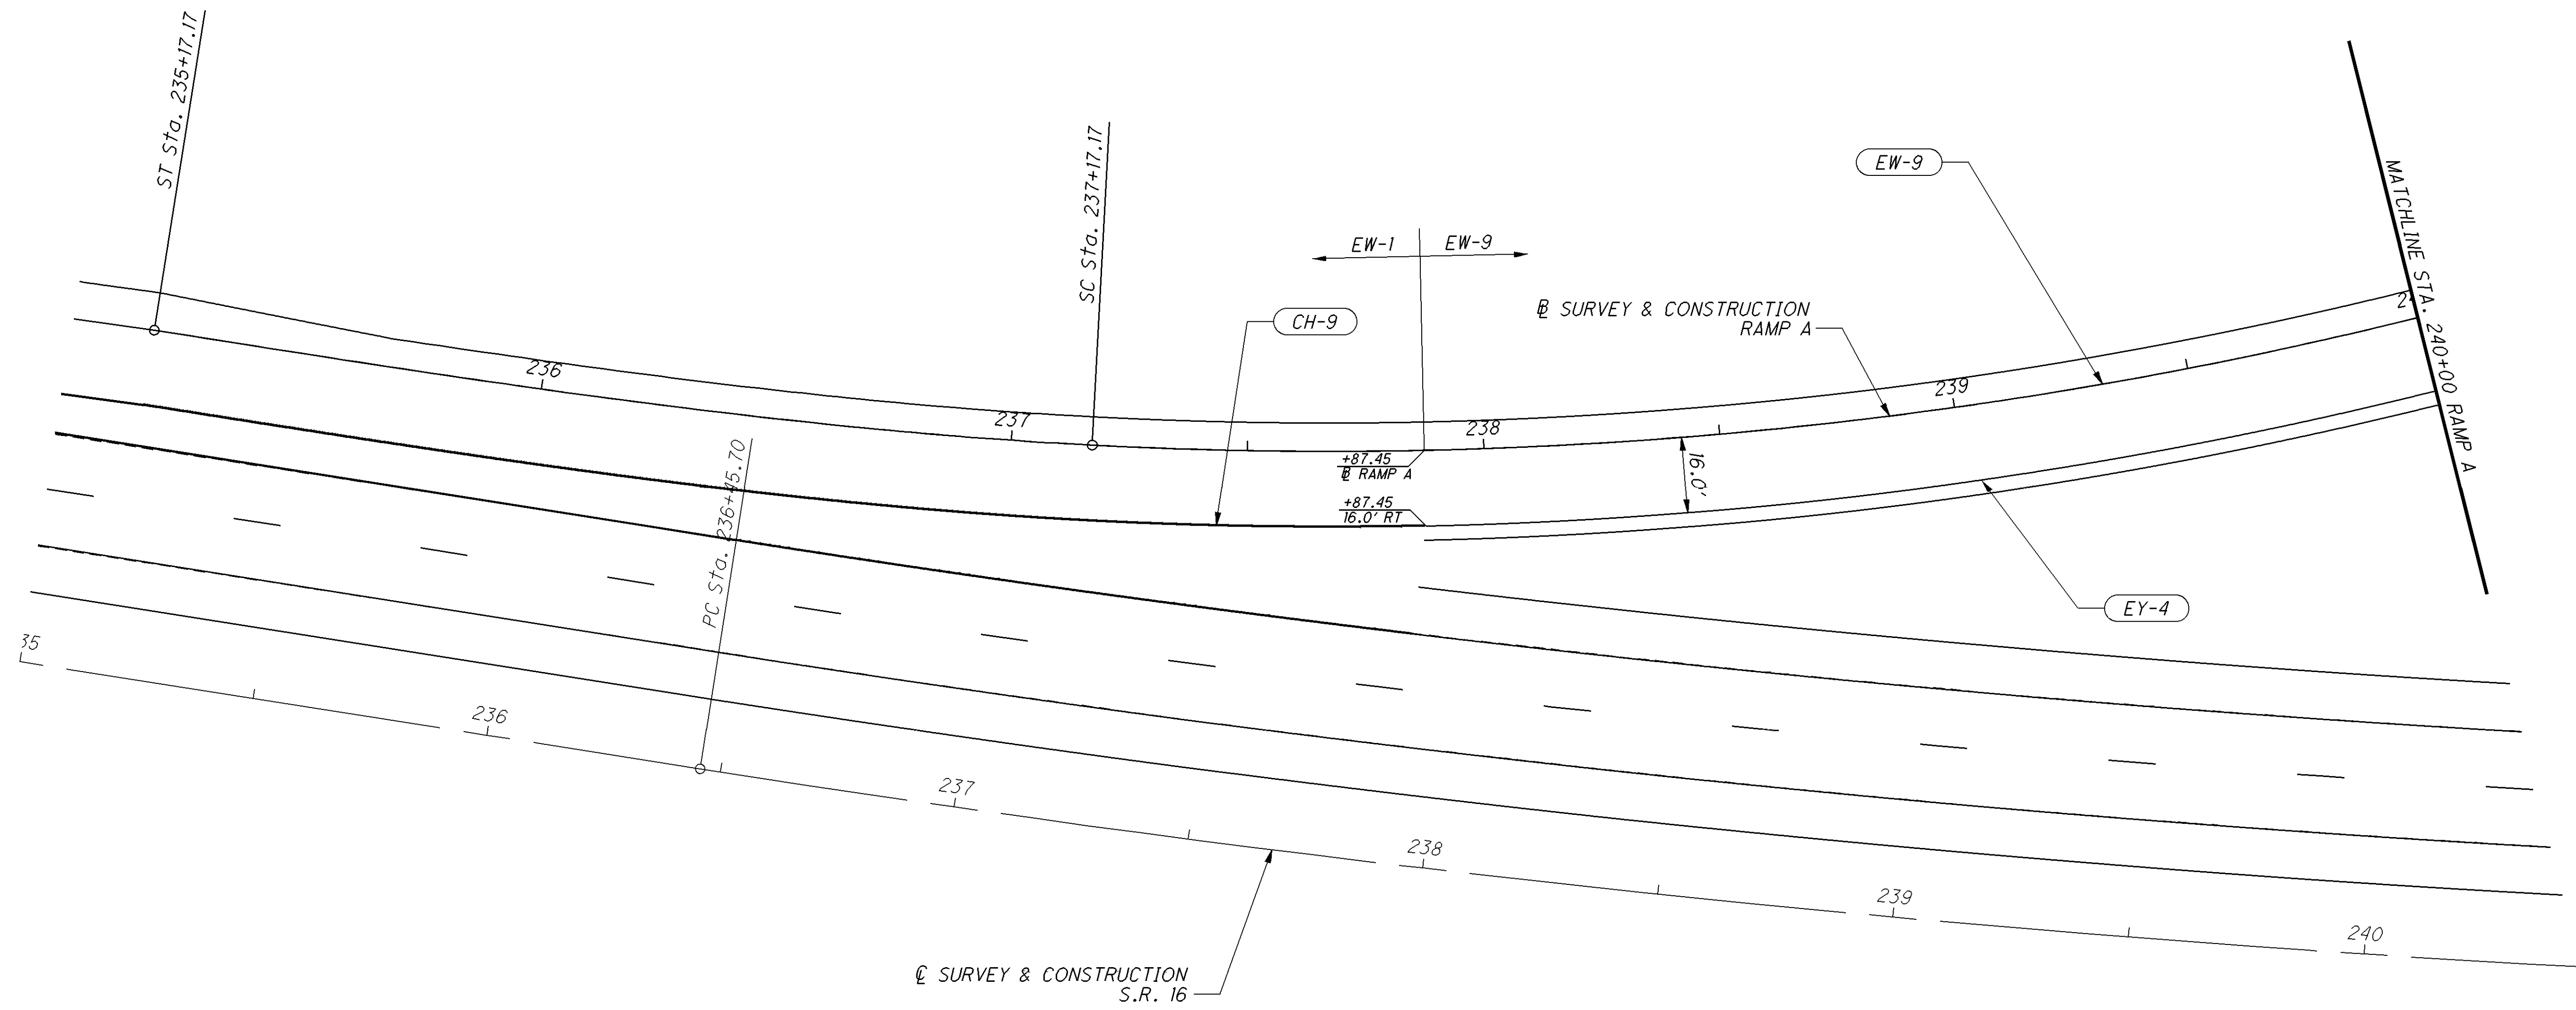 ST Sta. 235+17.17
SC Sta. 237+17.17
EW-9
MATCHLINE STA. 240+00 RAMP A
EW-1
EW-9
CH-9
℄ SURVEY & CONSTRUCTION
RAMP A
236
237
238
239
+87.45
RAMP A
+87.45
16.0' RT
16.0'
PC Sta. 236+45.70
EY-4
35
236
237
238
239
240
℄ SURVEY & CONSTRUCTION
S.R. 16